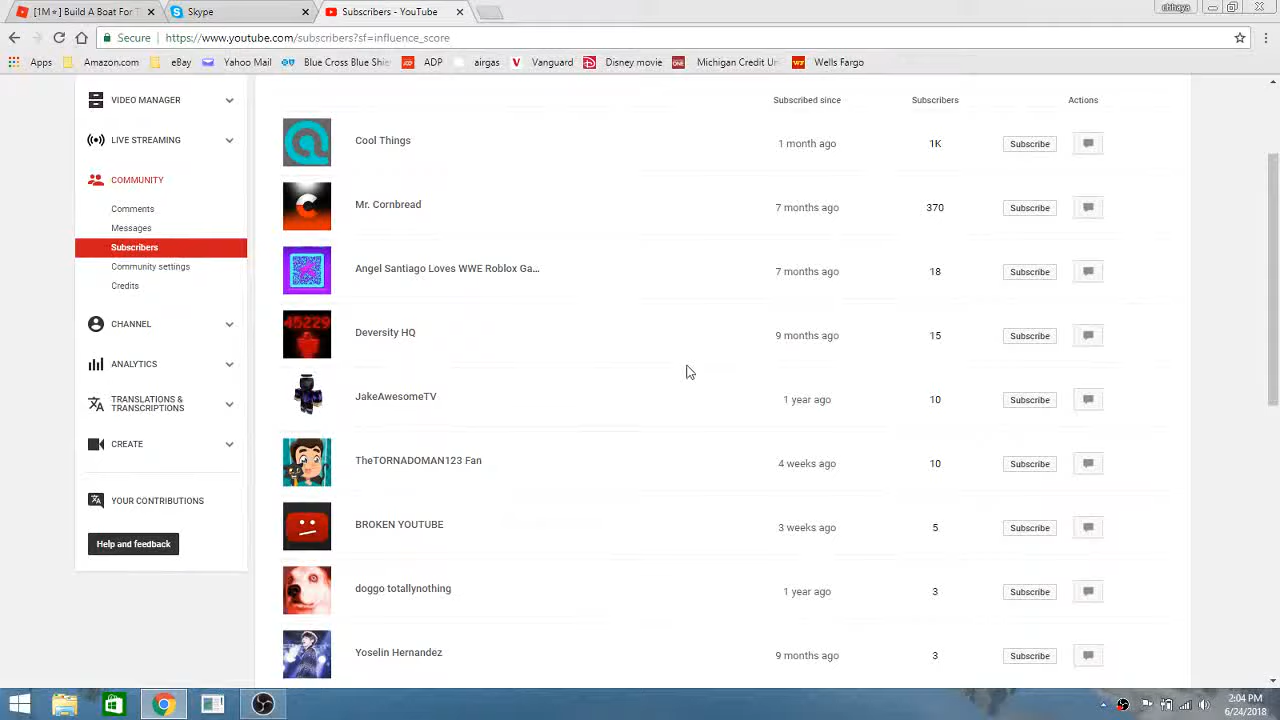 [1M⭐] Build A Boat For T
Skype
Subscribers - YouTube
Secure
https://www.youtube.com/subscribers?sf=influence_score
Apps
Amazon.com
eBay
Yahoo Mail
Blue Cross Blue Shie
ADP
airgas
Vanguard
Disney movie
Michigan Credit Uni
Wells Fargo
VIDEO MANAGER
LIVE STREAMING
COMMUNITY
Comments
Messages
Subscribers
Community settings
Credits
CHANNEL
ANALYTICS
TRANSLATIONS &
TRANSCRIPTIONS
CREATE
YOUR CONTRIBUTIONS
Help and feedback
Subscribed since Subscribers Actions
Cool Things 1 month ago 1K Subscribe
Mr. Cornbread 7 months ago 370 Subscribe
Angel Santiago Loves WWE Roblox Ga... 7 months ago 18 Subscribe
45229
Deversity HQ 9 months ago 15 Subscribe
JakeAwesomeTV 1 year ago 10 Subscribe
TheTORNADOMAN123 Fan 4 weeks ago 10 Subscribe
BROKEN YOUTUBE 3 weeks ago 5 Subscribe
doggo totallynothing 1 year ago 3 Subscribe
Yoselin Hernandez 9 months ago 3 Subscribe
2:04 PM
6/24/2018